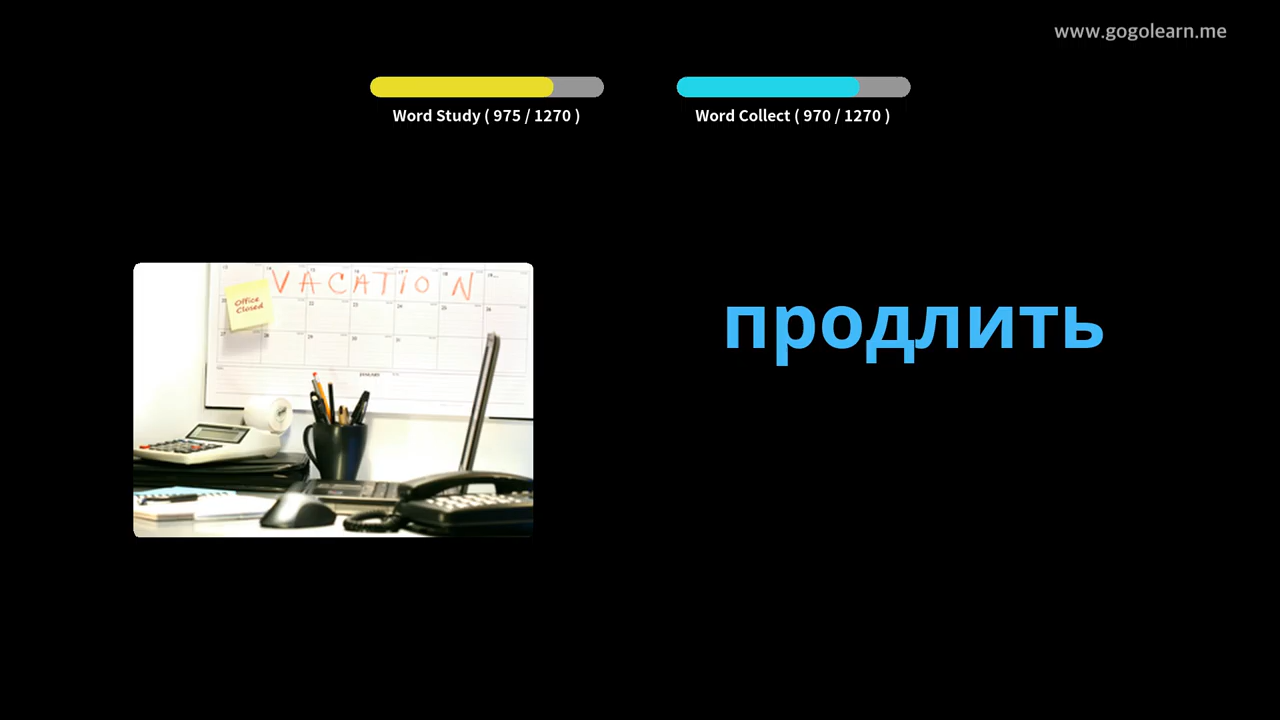 www.gogolearn.me
Word Study ( 975 / 1270 )
Word Collect ( 970 / 1270 )
VACATION
Office
Closed
продлить